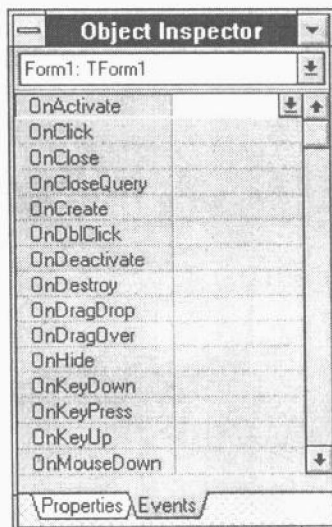 Object Inspector
Form1: TForm1
OnActivate
OnClick
OnClose
OnCloseQuery
OnCreate
OnDblClick
OnDeactivate
OnDestroy
OnDragDrop
OnDragOver
OnHide
OnKeyDown
OnKeyPress
OnKeyUp
OnMouseDown
Properties Events